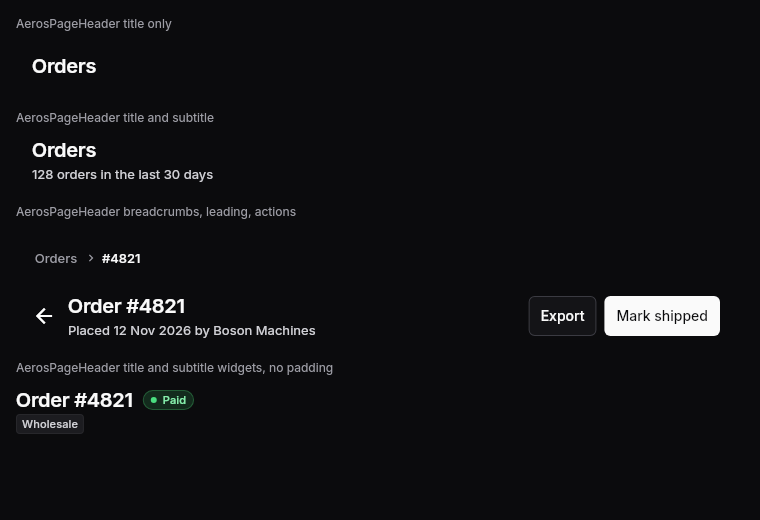 AerosPageHeader title only
Orders
AerosPageHeader title and subtitle
Orders
128 orders in the last 30 days
AerosPageHeader breadcrumbs, leading, actions
Orders > #4821
Order #4821
Placed 12 Nov 2026 by Boson Machines
Export
Mark shipped
AerosPageHeader title and subtitle widgets, no padding
Order #4821
Paid
Wholesale